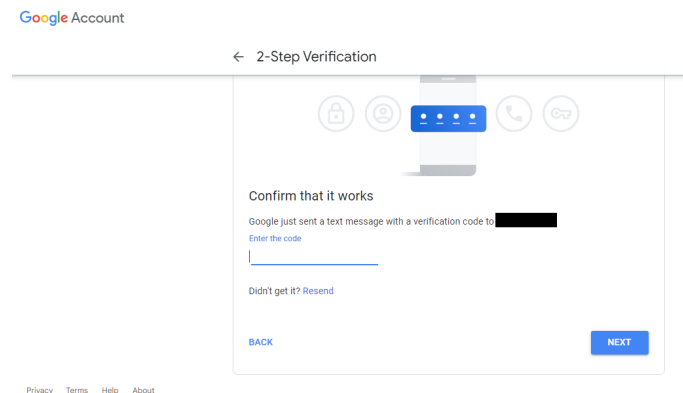 Google Account
2-Step Verification
Confirm that it works
Google just sent a text message with a verification code to
Enter the code
Didn't get it? Resend
BACK
NEXT
Privacy Terms Help About